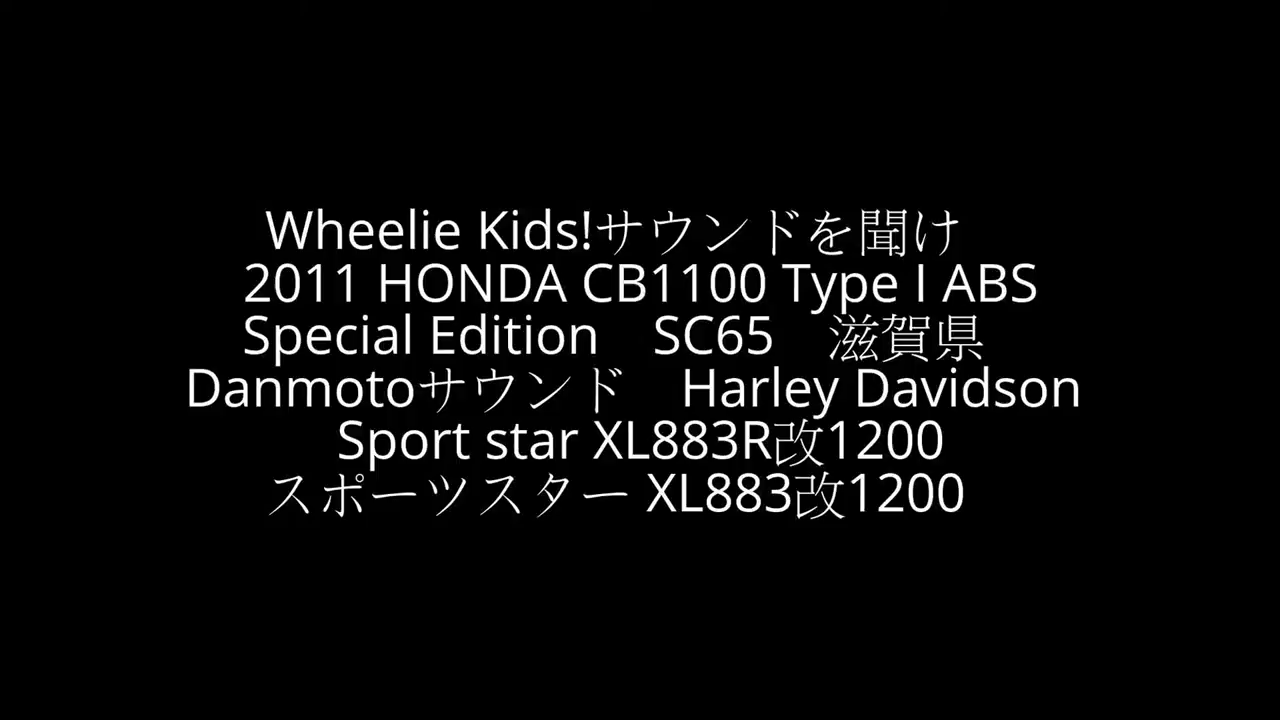 Wheelie Kids!サウンドを聞け
2011 HONDA CB1100 Type I ABS
Special Edition　SC65　滋賀県
Danmotoサウンド　Harley Davidson
Sport star XL883R改1200
スポーツスター XL883改1200